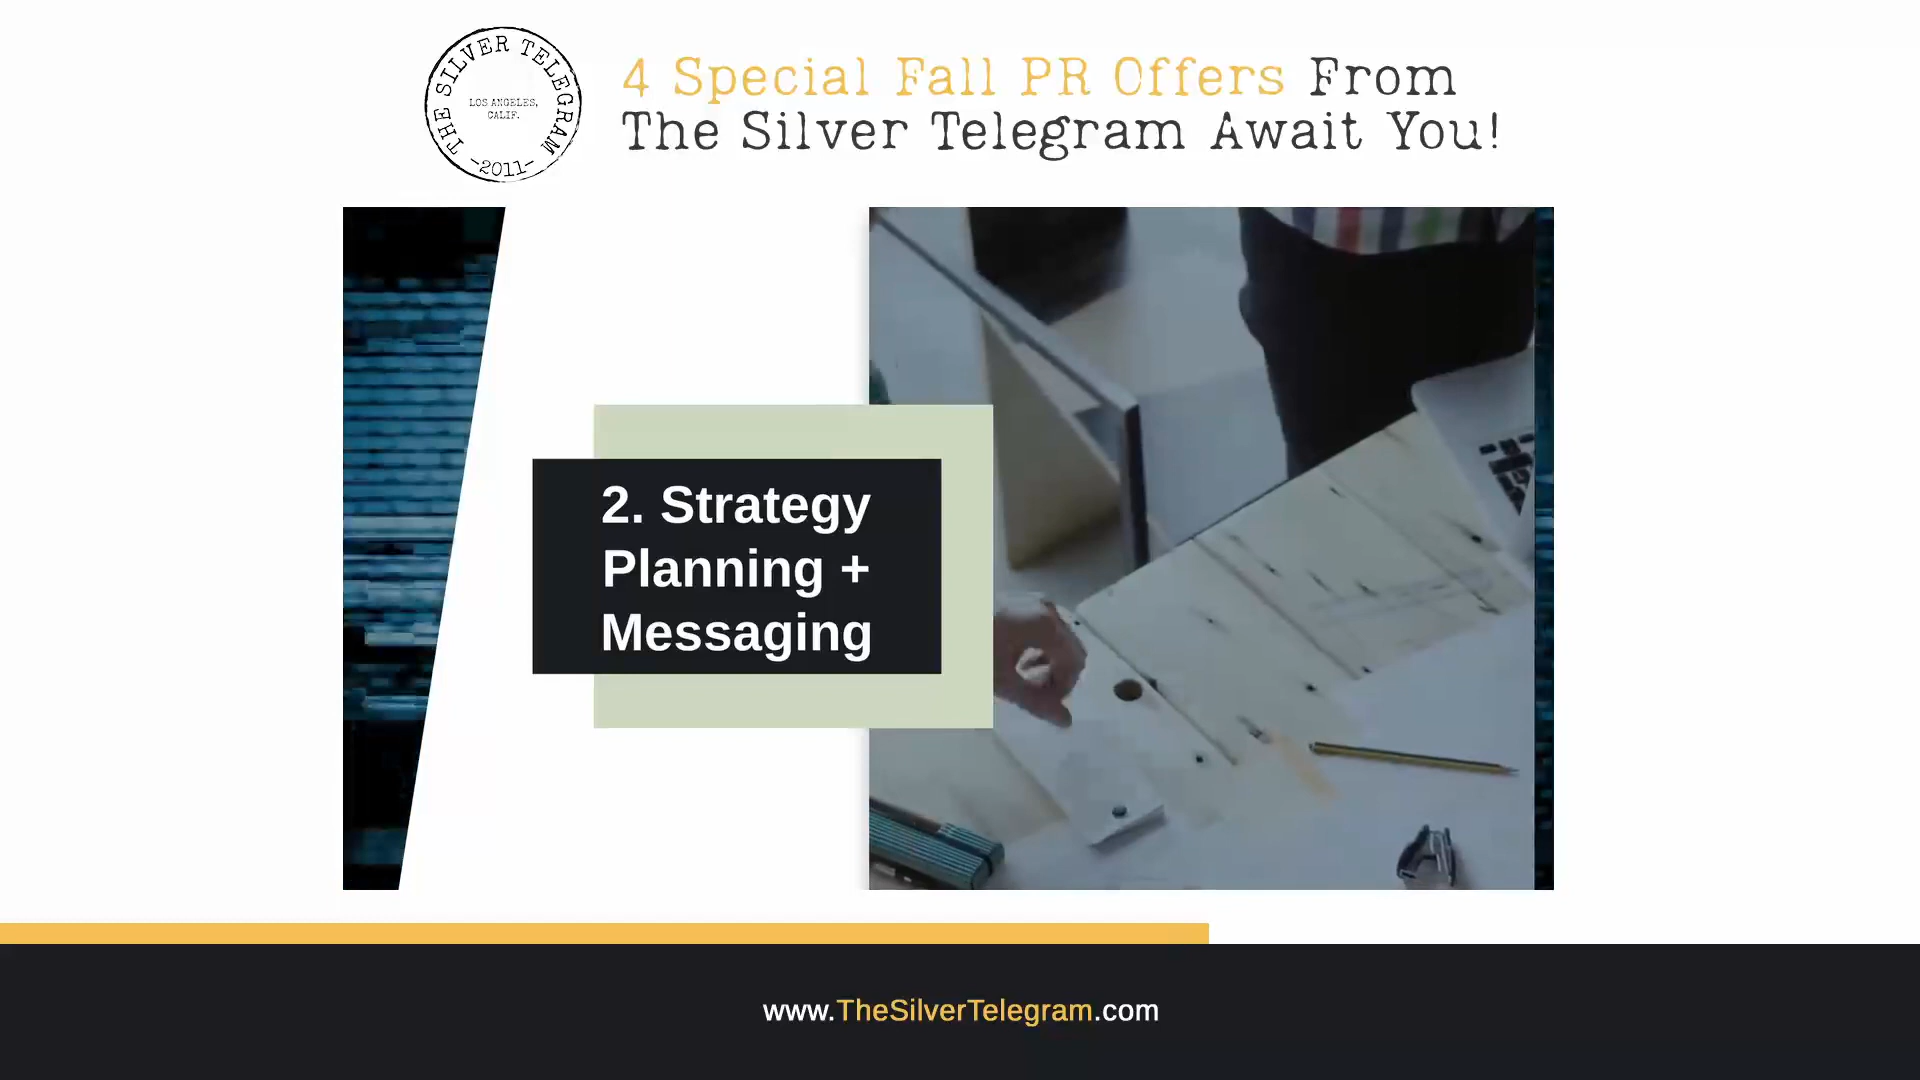 THE SILVER TELEGRAM
LOS ANGELES,
CALIF.
-2011-
4 Special Fall PR Offers From
The Silver Telegram Await You!
2. Strategy
Planning +
Messaging
www.TheSilverTelegram.com